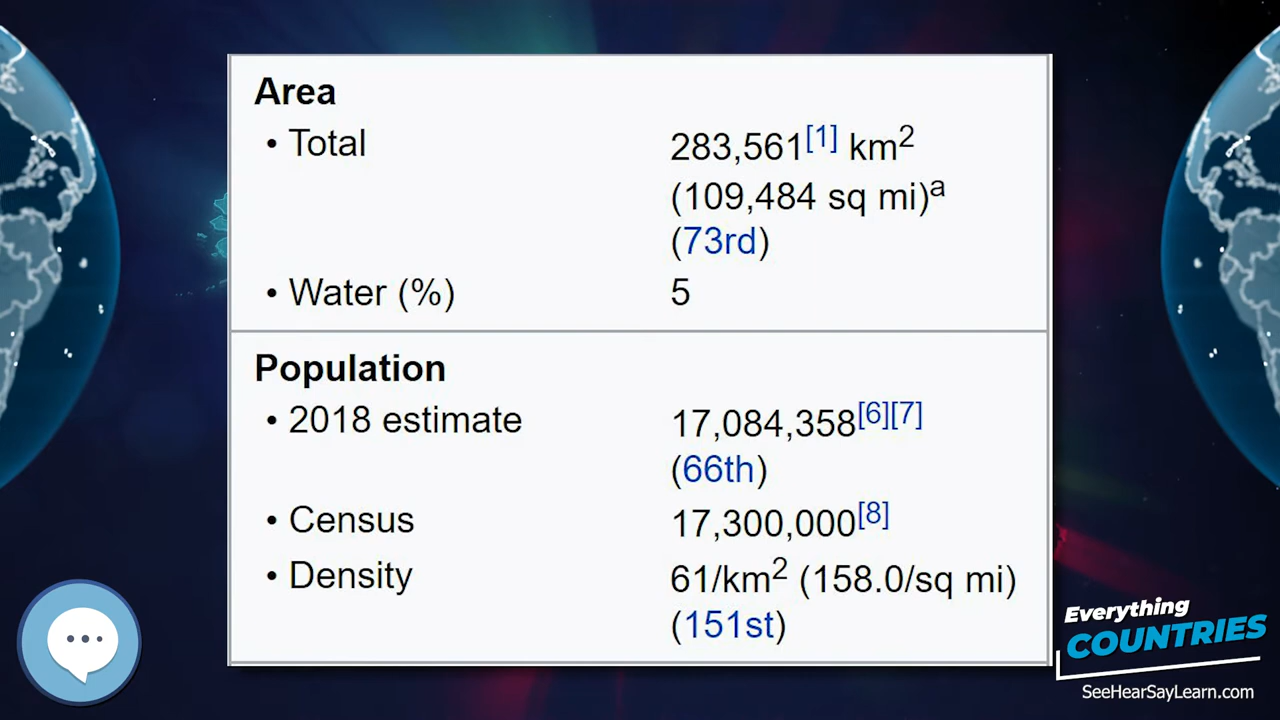 Area
• Total 283,561[1] km²
(109,484 sq mi)ᵃ
(73rd)
• Water (%) 5
Population
• 2018 estimate 17,084,358[6][7]
(66th)
• Census 17,300,000[8]
• Density 61/km² (158.0/sq mi)
(151st)
Everything
COUNTRIES
SeeHearSayLearn.com